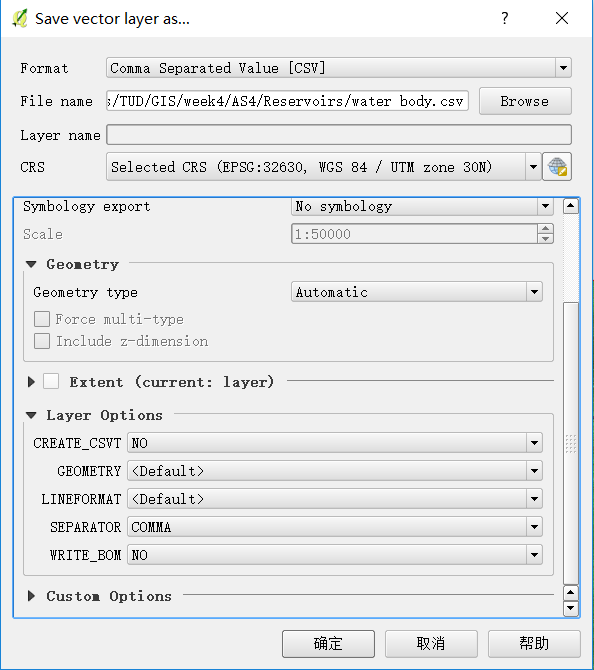 Save vector layer as...
?
Format Comma Separated Value [CSV]
File name :/TUD/GIS/week4/AS4/Reservoirs/water body.csv Browse
Layer name
CRS Selected CRS (EPSG:32630, WGS 84 / UTM zone 30N)
Symbology export No symbology
Scale 1:50000
Geometry
Geometry type Automatic
Force multi-type
Include z-dimension
Extent (current: layer)
Layer Options
CREATE_CSVT NO
GEOMETRY <Default>
LINEFORMAT <Default>
SEPARATOR COMMA
WRITE_BOM NO
Custom Options
确定 取消 帮助